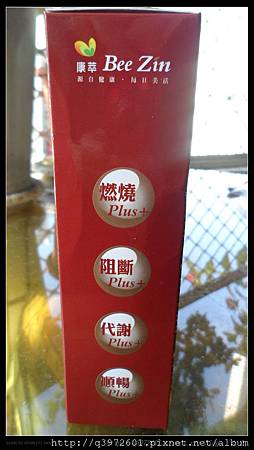 康萃 Bee Zin
源自健康‧每日美活
燃燒
Plus+
阻斷
Plus+
代謝
Plus+
順暢
Plus+
http://q3972601.pixnet.net/album